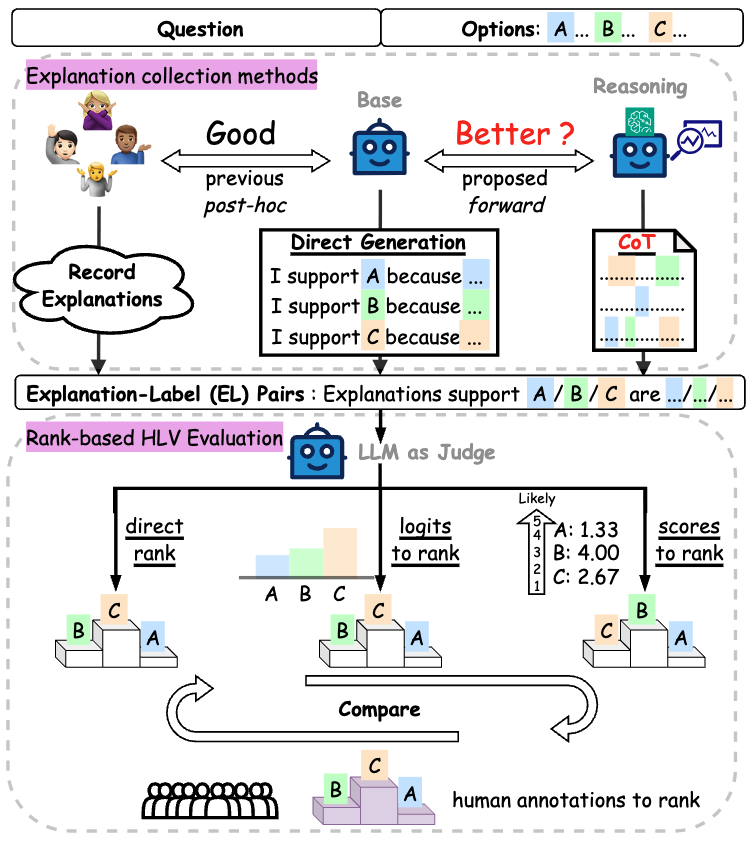 Question
Options: A ... B ... C ...
Explanation collection methods
Base
Reasoning
Good
Better ?
previous
post-hoc
proposed
forward
Record
Explanations
Direct Generation
I support A because ...
I support B because ...
I support C because ...
CoT
Explanation-Label (EL) Pairs : Explanations support A / B / C are .../.../...
Rank-based HLV Evaluation
LLM as Judge
direct
rank
A B C
logits
to rank
Likely
5
4
3
2
1
A: 1.33
B: 4.00
C: 2.67
scores
to rank
B C A
B C A
C B A
Compare
B C A
human annotations to rank